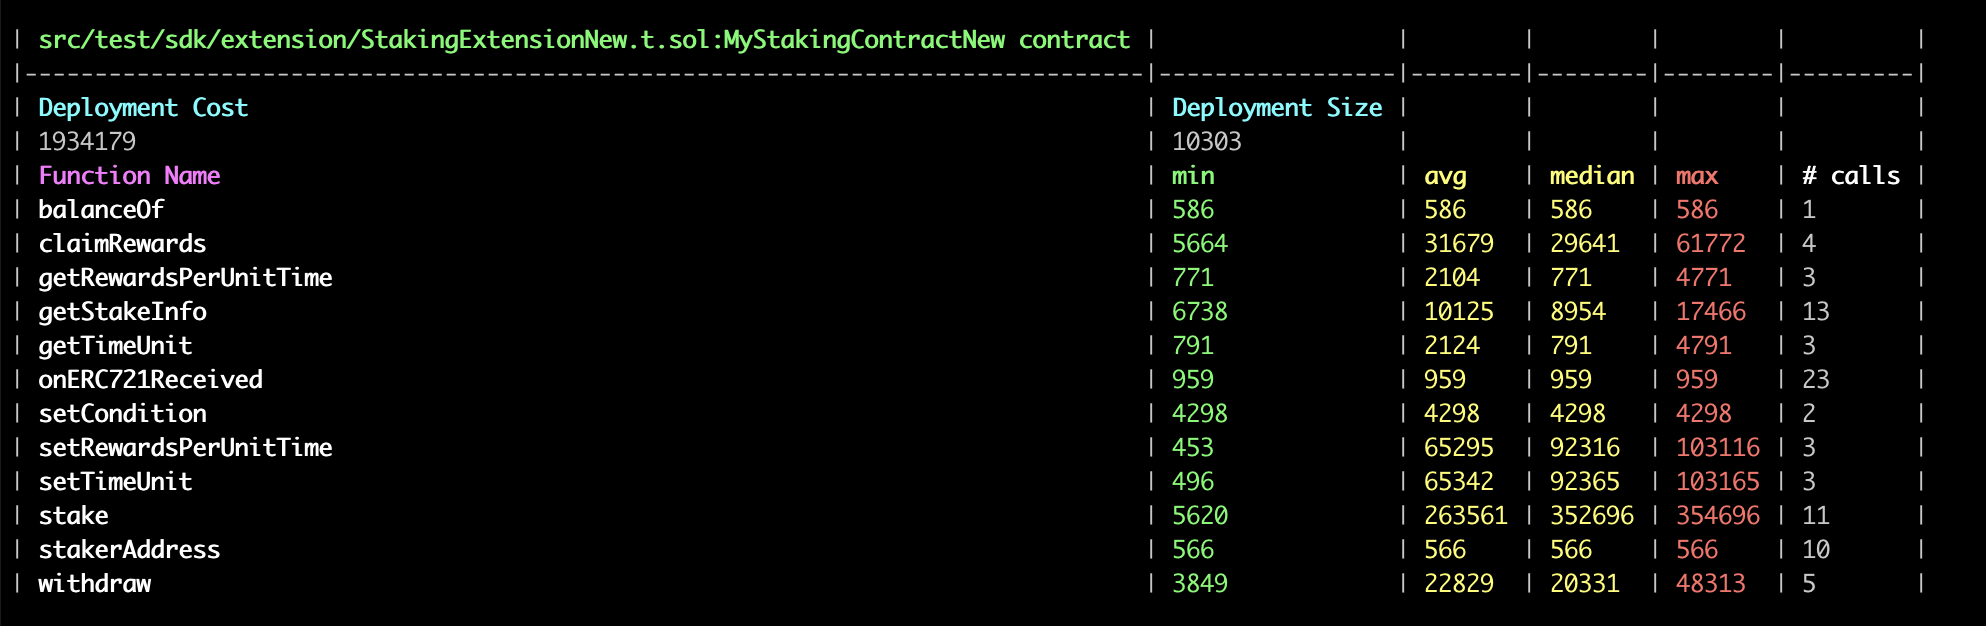 | src/test/sdk/extension/StakingExtensionNew.t.sol:MyStakingContractNew contract | | | | | |
|--------------------------------------------------------------------------------|-----------------|--------|--------|--------|---------|
| Deployment Cost | Deployment Size | | | | |
| 1934179 | 10303 | | | | |
| Function Name | min | avg | median | max | # calls |
| balanceOf | 586 | 586 | 586 | 586 | 1 |
| claimRewards | 5664 | 31679 | 29641 | 61772 | 4 |
| getRewardsPerUnitTime | 771 | 2104 | 771 | 4771 | 3 |
| getStakeInfo | 6738 | 10125 | 8954 | 17466 | 13 |
| getTimeUnit | 791 | 2124 | 791 | 4791 | 3 |
| onERC721Received | 959 | 959 | 959 | 959 | 23 |
| setCondition | 4298 | 4298 | 4298 | 4298 | 2 |
| setRewardsPerUnitTime | 453 | 65295 | 92316 | 103116 | 3 |
| setTimeUnit | 496 | 65342 | 92365 | 103165 | 3 |
| stake | 5620 | 263561 | 352696 | 354696 | 11 |
| stakerAddress | 566 | 566 | 566 | 566 | 10 |
| withdraw | 3849 | 22829 | 20331 | 48313 | 5 |